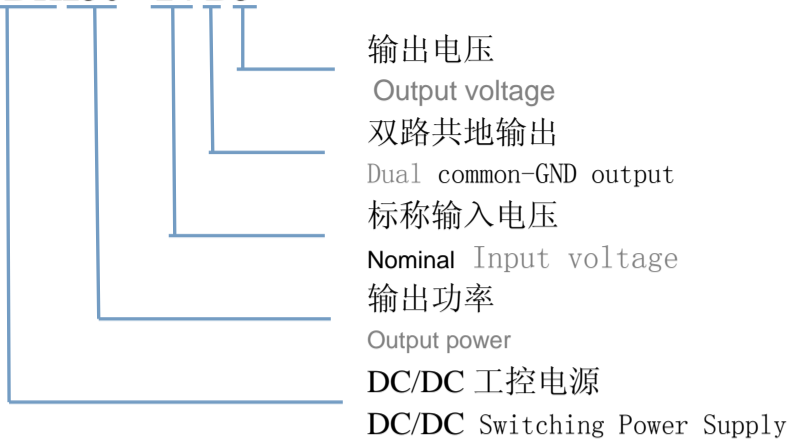 输出电压
Output voltage
双路共地输出
Dual common-GND output
标称输入电压
Nominal Input voltage
输出功率
Output power
DC/DC 工控电源
DC/DC Switching Power Supply